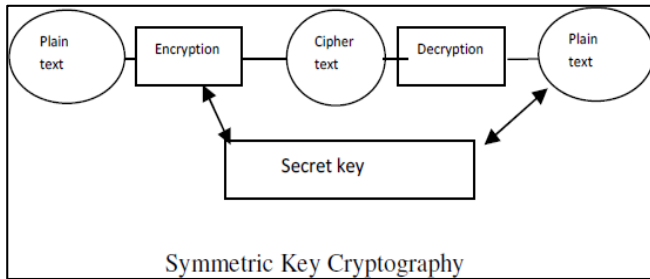 Plain
text
Encryption
Cipher
text
Decryption
Plain
text
Secret key
Symmetric Key Cryptography